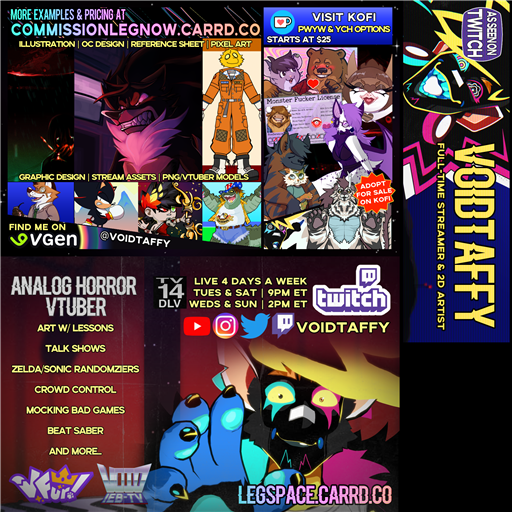 MORE EXAMPLES & PRICING AT
COMMISSIONLEGNOW.CARRD.CO
ILLUSTRATION | OC DESIGN | REFERENCE SHEET | PIXEL ART
GRAPHIC DESIGN | STREAM ASSETS | PNG/VTUBER MODELS
FIND ME ON
VGen
@VOIDTAFFY
VISIT KOFI
PWYW & YCH OPTIONS
STARTS AT $25
Monster Fucker License
ADOPT
FOR SALE
ON KOFI
AS SEEN ON
TWITCH
VOIDTAFFY
FULL-TIME STREAMER & 2D ARTIST
ANALOG HORROR
VTUBER
ART W/ LESSONS
TALK SHOWS
ZELDA/SONIC RANDOMZIERS
CROWD CONTROL
MOCKING BAD GAMES
BEAT SABER
AND MORE...
TV
14
DLV
LIVE 4 DAYS A WEEK
TUES & SAT | 9PM ET
WEDS & SUN | 2PM ET
twitch
VOIDTAFFY
LEGSPACE.CARRD.CO